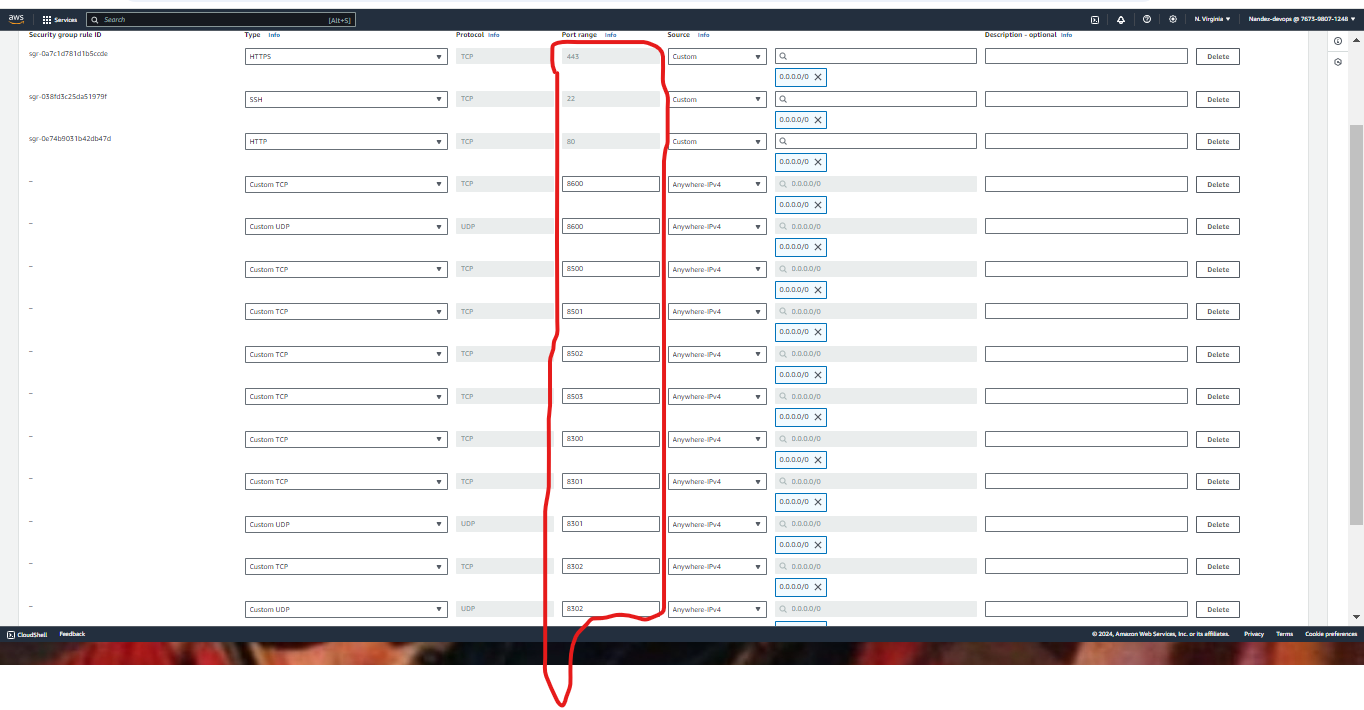 aws Services Search [Alt+S] N. Virginia Nandez-devops @ 7673-9807-1248
Security group rule ID Type Info Protocol Info Port range Info Source Info Description - optional Info
sgr-0a7c1d781d1b5ccde HTTPS TCP 443 Custom Delete
0.0.0.0/0
sgr-038fd3c25da51979f SSH TCP 22 Custom Delete
0.0.0.0/0
sgr-0e74b9031b42db47d HTTP TCP 80 Custom Delete
0.0.0.0/0
– Custom TCP TCP 8600 Anywhere-IPv4 0.0.0.0/0 Delete
0.0.0.0/0
– Custom UDP UDP 8600 Anywhere-IPv4 0.0.0.0/0 Delete
0.0.0.0/0
– Custom TCP TCP 8500 Anywhere-IPv4 0.0.0.0/0 Delete
0.0.0.0/0
– Custom TCP TCP 8501 Anywhere-IPv4 0.0.0.0/0 Delete
0.0.0.0/0
– Custom TCP TCP 8502 Anywhere-IPv4 0.0.0.0/0 Delete
0.0.0.0/0
– Custom TCP TCP 8503 Anywhere-IPv4 0.0.0.0/0 Delete
0.0.0.0/0
– Custom TCP TCP 8300 Anywhere-IPv4 0.0.0.0/0 Delete
0.0.0.0/0
– Custom TCP TCP 8301 Anywhere-IPv4 0.0.0.0/0 Delete
0.0.0.0/0
– Custom UDP UDP 8301 Anywhere-IPv4 0.0.0.0/0 Delete
0.0.0.0/0
– Custom TCP TCP 8302 Anywhere-IPv4 0.0.0.0/0 Delete
0.0.0.0/0
– Custom UDP UDP 8302 Anywhere-IPv4 0.0.0.0/0 Delete
CloudShell Feedback © 2024, Amazon Web Services, Inc. or its affiliates. Privacy Terms Cookie preferences